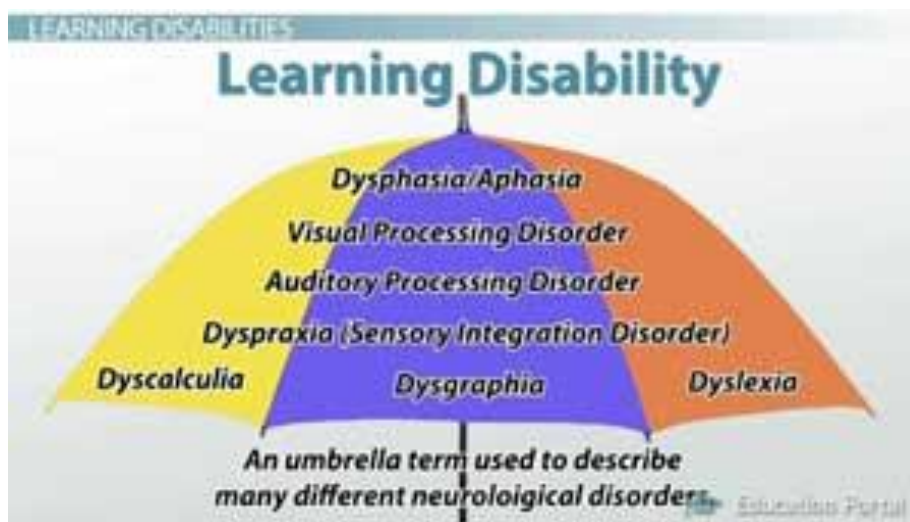 LEARNING DISABILITIES
Learning Disability
Dysphasia/Aphasia
Visual Processing Disorder
Auditory Processing Disorder
Dyspraxia (Sensory Integration Disorder)
Dyscalculia Dysgraphia Dyslexia
An umbrella term used to describe
many different neuroloigical disorders.
Education Portal